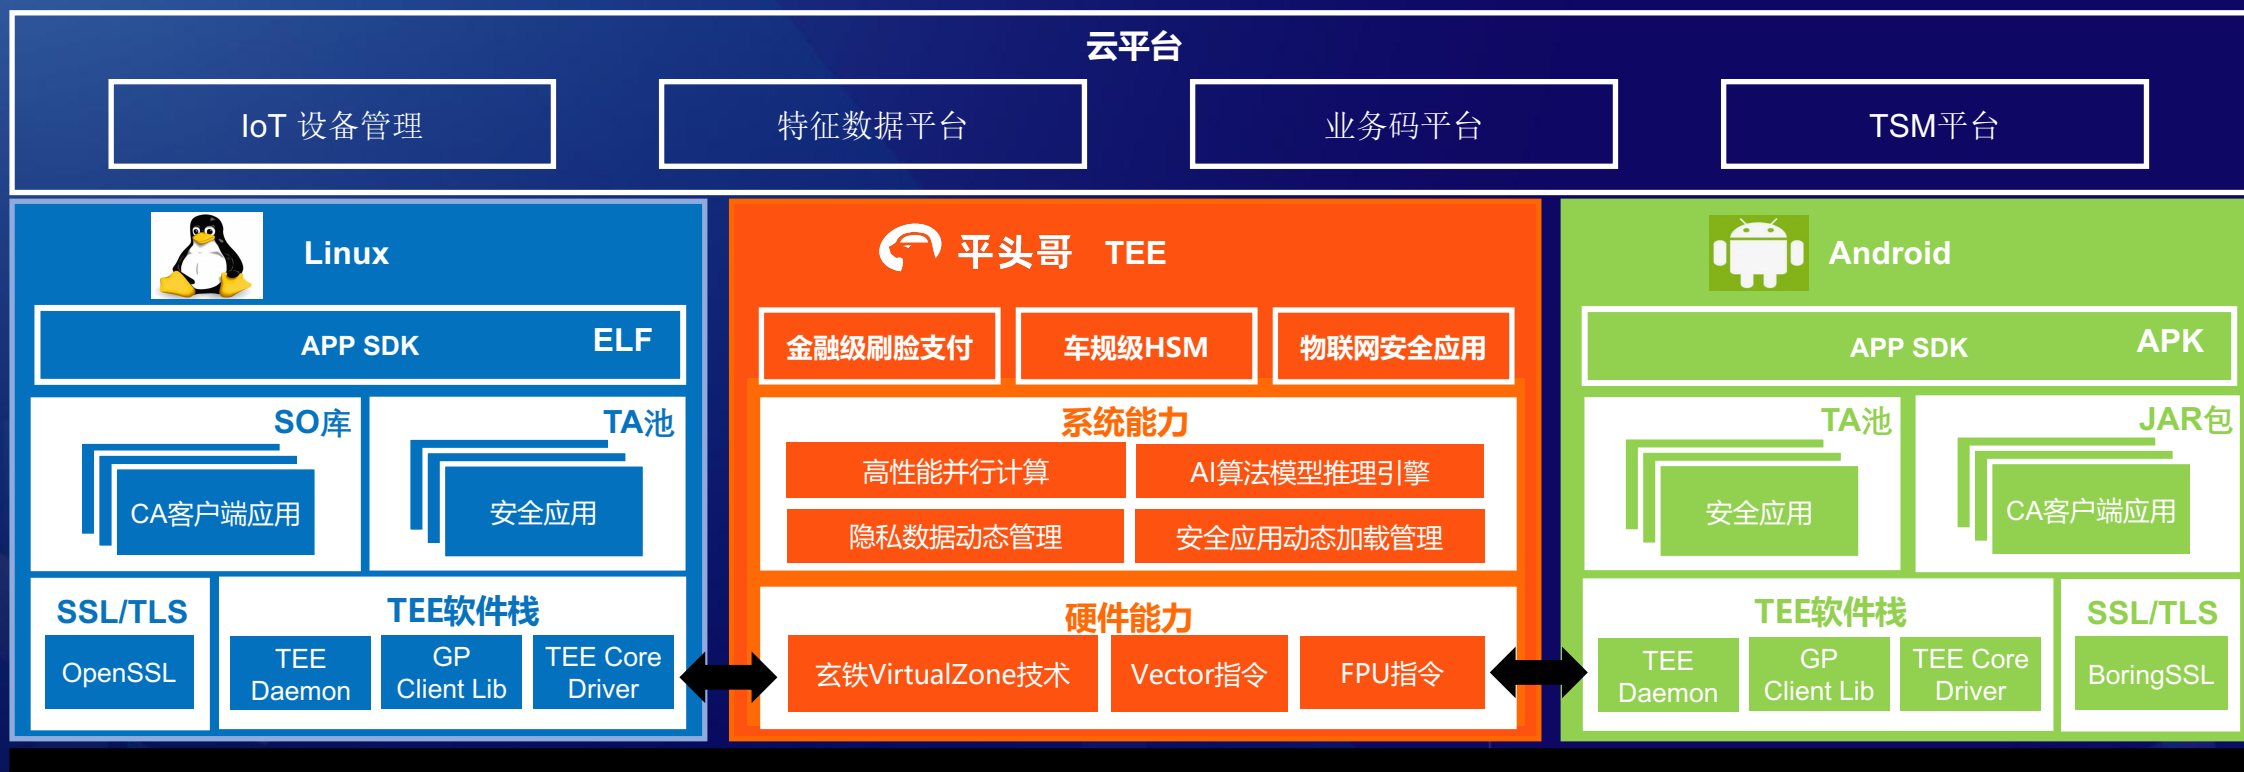 云平台
IoT 设备管理
特征数据平台
业务码平台
TSM平台
Linux
APP SDK
ELF
SO库
CA客户端应用
TA池
安全应用
SSL/TLS
OpenSSL
TEE软件栈
TEE
Daemon
GP
Client Lib
TEE Core
Driver
平头哥 TEE
金融级刷脸支付
车规级HSM
物联网安全应用
系统能力
高性能并行计算
AI算法模型推理引擎
隐私数据动态管理
安全应用动态加载管理
硬件能力
玄铁VirtualZone技术
Vector指令
FPU指令
Android
APP SDK
APK
TA池
安全应用
JAR包
CA客户端应用
TEE软件栈
TEE
Daemon
GP
Client Lib
TEE Core
Driver
SSL/TLS
BoringSSL